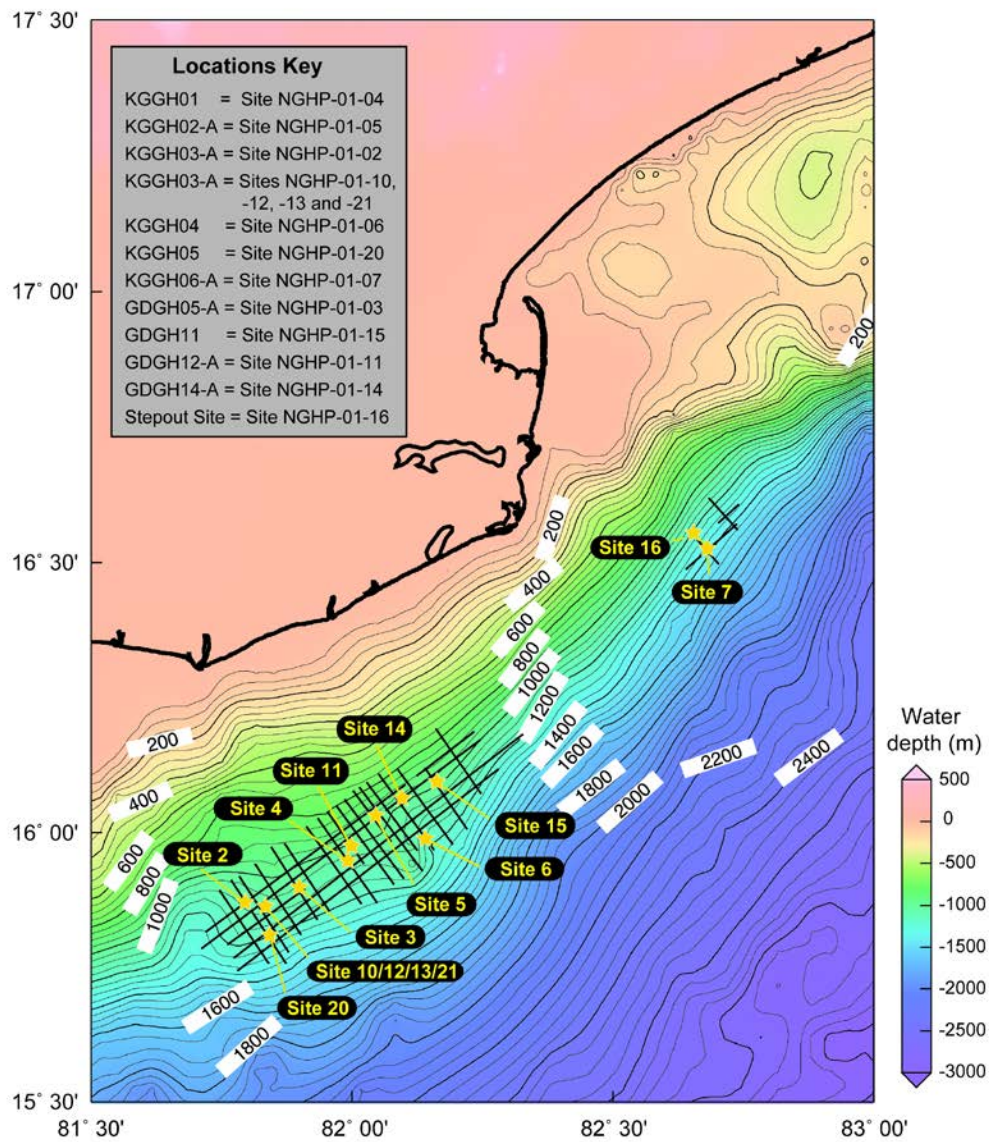 17° 30'
Locations Key
KGGH01 = Site NGHP-01-04
KGGH02-A = Site NGHP-01-05
KGGH03-A = Site NGHP-01-02
KGGH03-A = Sites NGHP-01-10,
-12, -13 and -21
KGGH04 = Site NGHP-01-06
KGGH05 = Site NGHP-01-20
KGGH06-A = Site NGHP-01-07
GDGH05-A = Site NGHP-01-03
GDGH11 = Site NGHP-01-15
GDGH12-A = Site NGHP-01-11
GDGH14-A = Site NGHP-01-14
Stepout Site = Site NGHP-01-16
17° 00'
200
16° 30'
200
400
600
800
1000
1200
1400
1600
1800
2000
2200
2400
Site 16
Site 7
200
400
600
800
1000
1600
1800
Site 14
Site 11
Site 4
Site 2
16° 00'
Site 15
Site 6
Site 5
Site 3
Site 10/12/13/21
Site 20
Water
depth (m)
500
0
-500
-1000
-1500
-2000
-2500
-3000
15° 30'
81° 30'
82° 00'
82° 30'
83° 00'